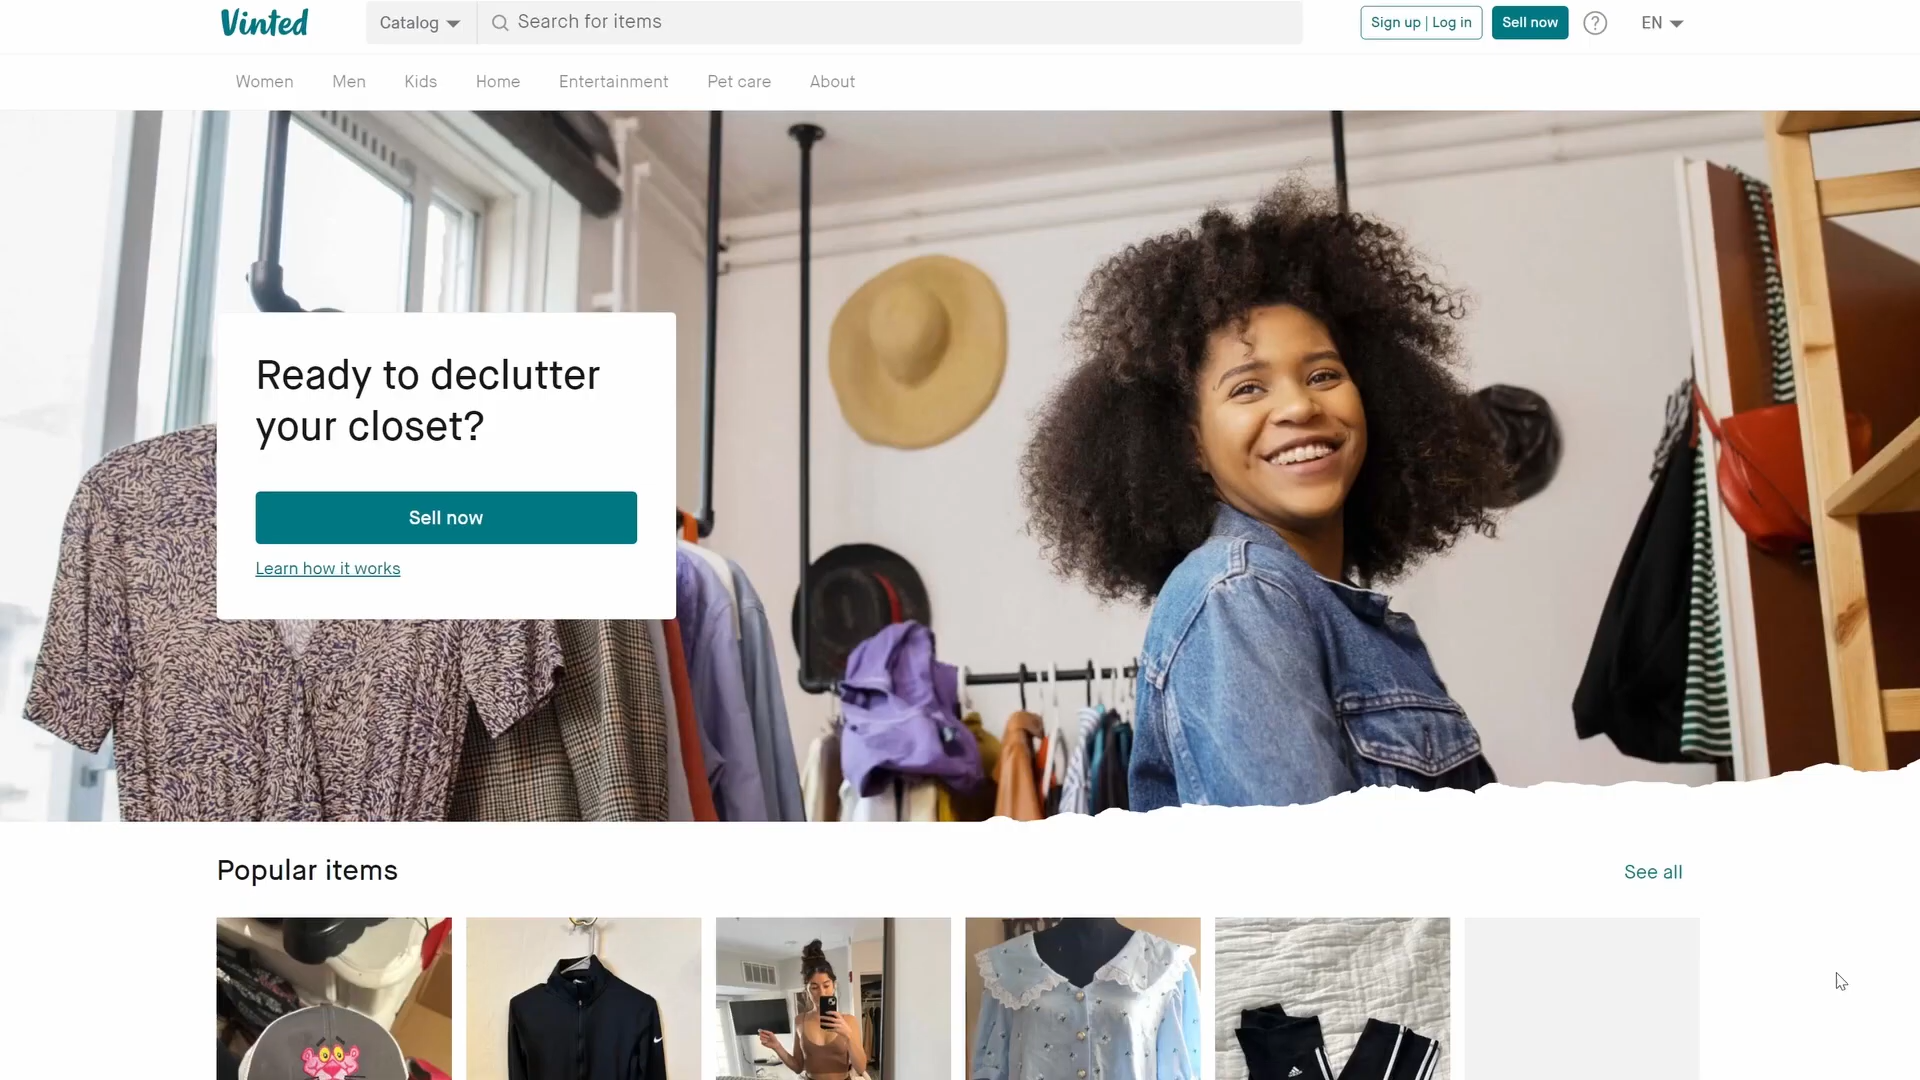 Vinted
Catalog
Search for items
Sign up | Log in
Sell now
EN
Women
Men
Kids
Home
Entertainment
Pet care
About
Ready to declutter
your closet?
Sell now
Learn how it works
Popular items
See all